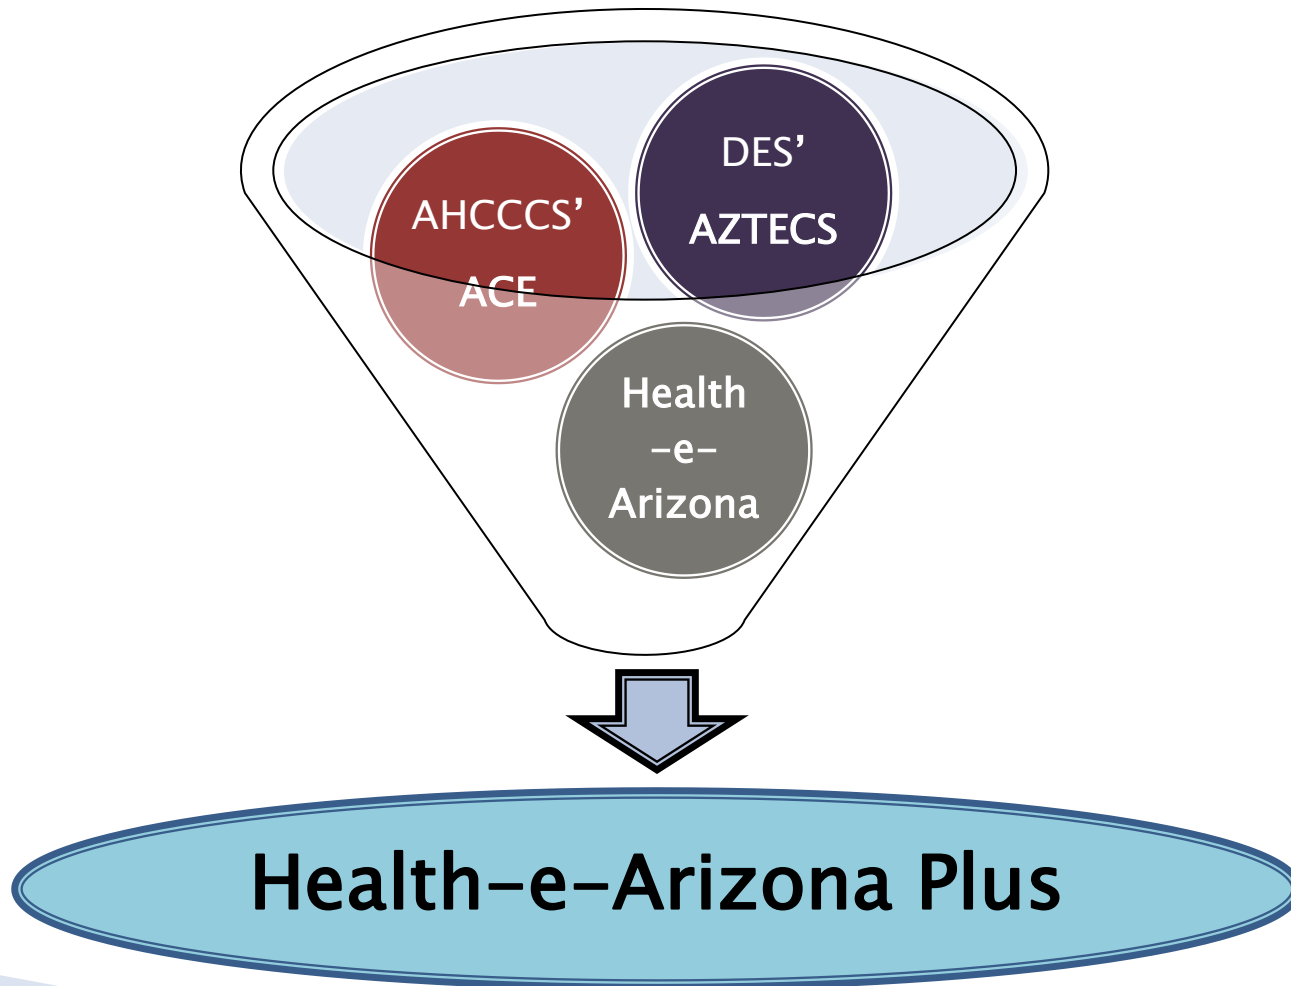 DES’
AZTECS
AHCCCS’
ACE
Health
-e-
Arizona
Health-e-Arizona Plus